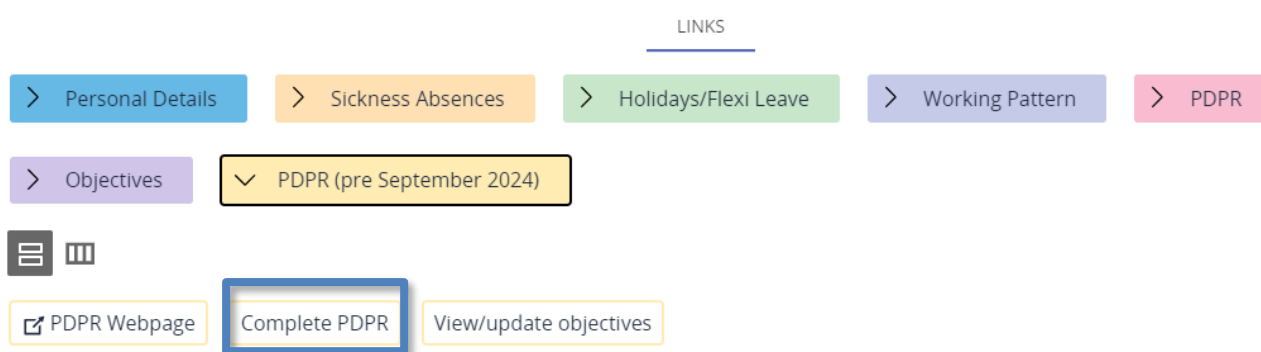 LINKS
Personal Details Sickness Absences Holidays/Flexi Leave Working Pattern PDPR
Objectives PDPR (pre September 2024)
PDPR Webpage Complete PDPR View/update objectives